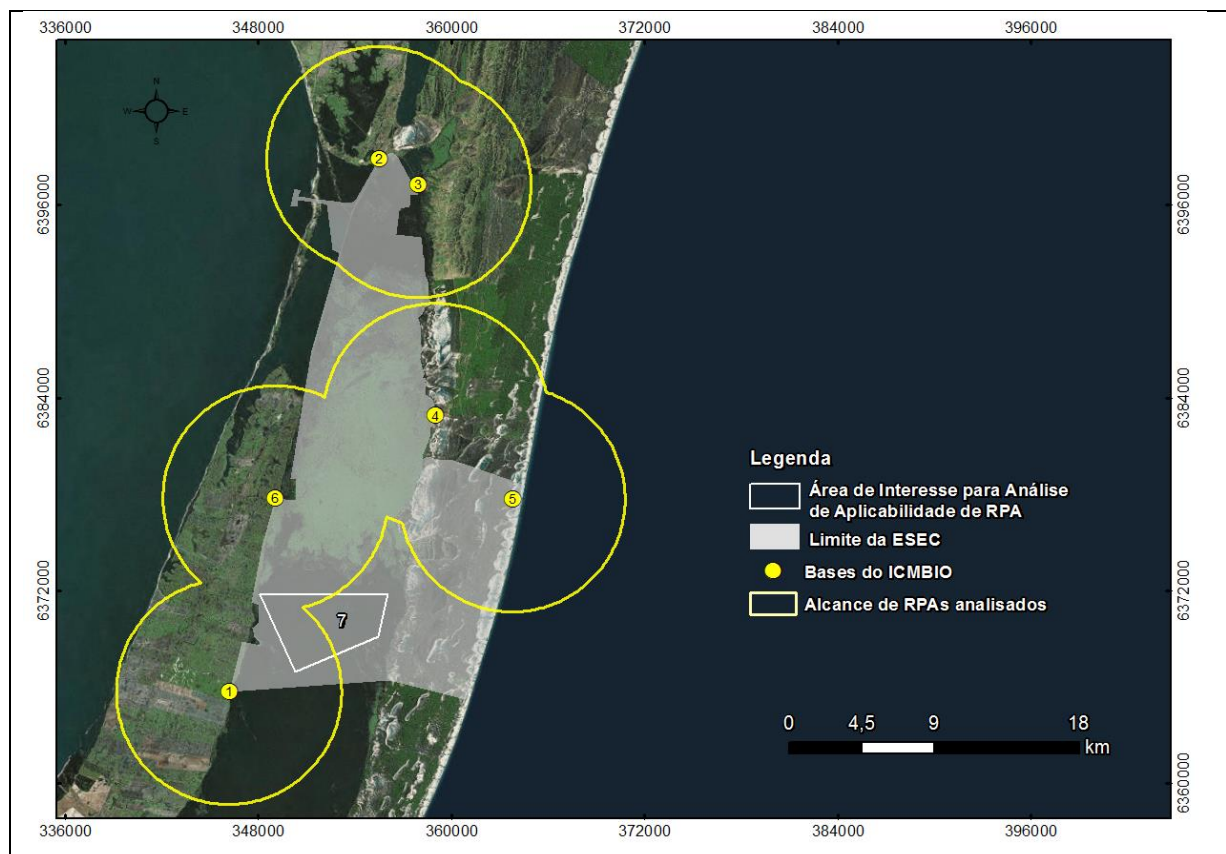 336000 348000 360000 372000 384000 396000
N
W E
S
2
3
6396000 6396000
6384000 6384000
4
6
5
Legenda
Área de Interesse para Análise
de Aplicabilidade de RPA
Limite da ESEC
Bases do ICMBIO
Alcance de RPAs analisados
6372000 6372000
7
1
0 4,5 9 18
km
6360000 6360000
336000 348000 360000 372000 384000 396000